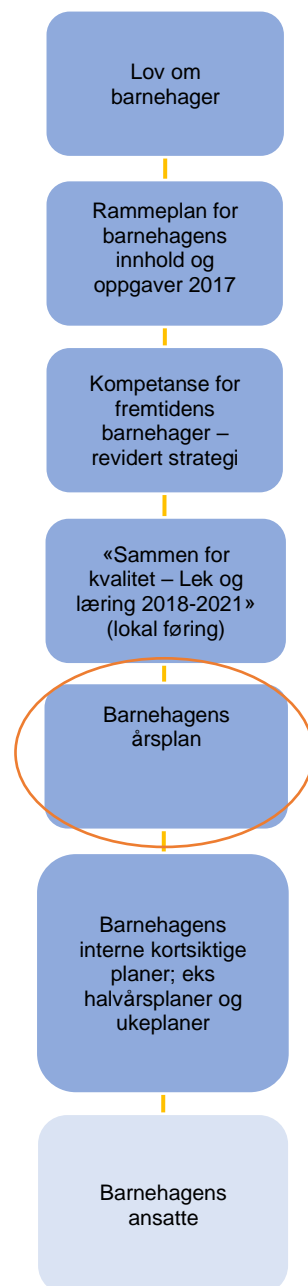 Lov om
barnehager
Rammeplan for
barnehagens
innhold og
oppgaver 2017
Kompetanse for
fremtidens
barnehager –
revidert strategi
«Sammen for
kvalitet – Lek og
læring 2018-2021»
(lokal føring)
Barnehagens
årsplan
Barnehagens
interne kortsiktige
planer; eks
halvårsplaner og
ukeplaner
Barnehagens
ansatte